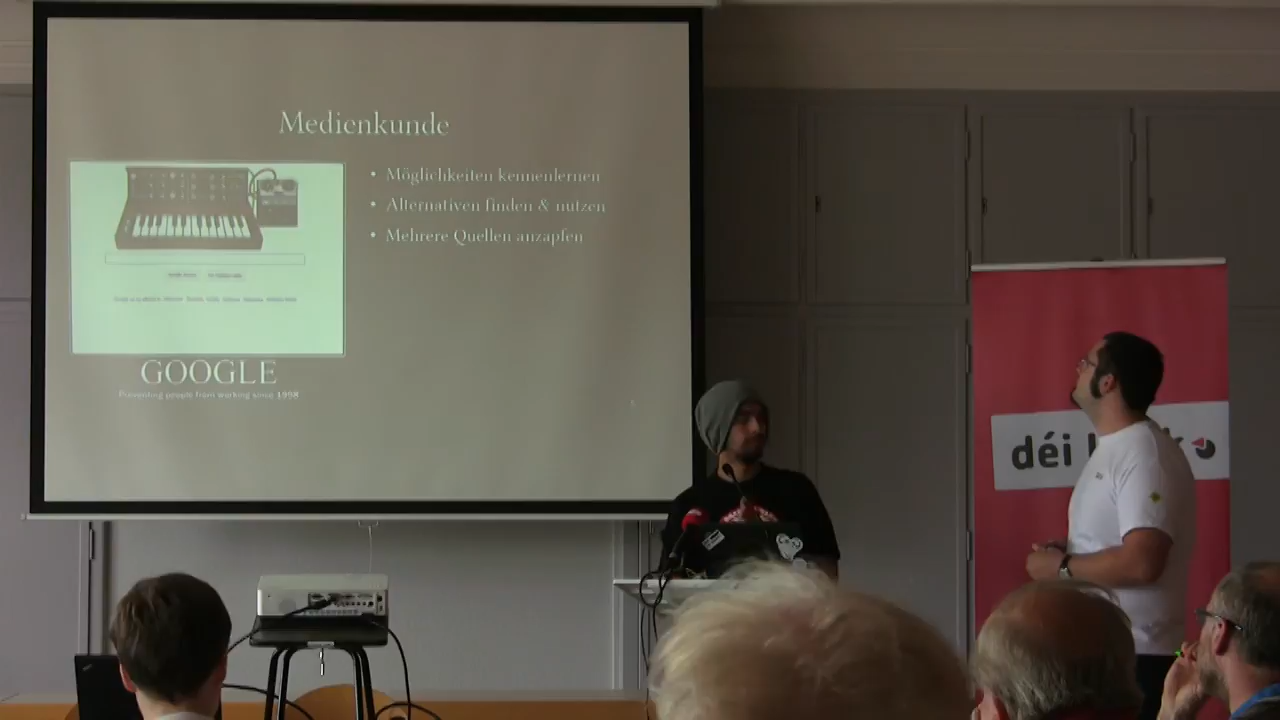 Medienkunde
• Möglichkeiten kennenlernen
• Alternativen finden & nutzen
• Mehrere Quellen anzapfen
GOOGLE
Preventing people from working since 1998
déi